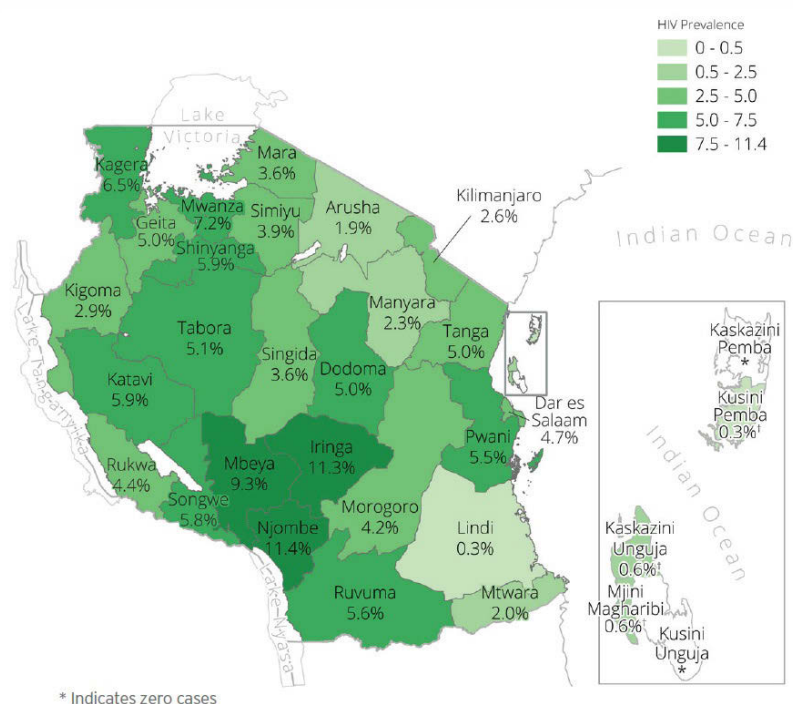 HIV Prevalence
0 - 0.5
0.5 - 2.5
2.5 - 5.0
5.0 - 7.5
7.5 - 11.4
Lake
Victoria
Kagera
6.5%
Mara
3.6%
Mwanza
7.2%
Simiyu
3.9%
Arusha
1.9%
Kilimanjaro
2.6%
Geita
5.0%
Shinyanga
5.9%
Indian Ocean
Kigoma
2.9%
Tabora
5.1%
Singida
3.6%
Manyara
2.3%
Tanga
5.0%
Dodoma
5.0%
Lake Tanganyika
Katavi
5.9%
Dar es
Salaam
4.7%
Pwani
5.5%
Rukwa
4.4%
Mbeya
9.3%
Iringa
11.3%
Songwe
5.8%
Njombe
11.4%
Morogoro
4.2%
Lindi
0.3%
Lake Nyasa
Ruvuma
5.6%
Mtwara
2.0%
Kaskazini
Pemba
*
Kusini
Pemba
0.3%†
Indian Ocean
Kaskazini
Unguja
0.6%†
Mjini
Magharibi
0.6%†
Kusini
Unguja
*
* Indicates zero cases